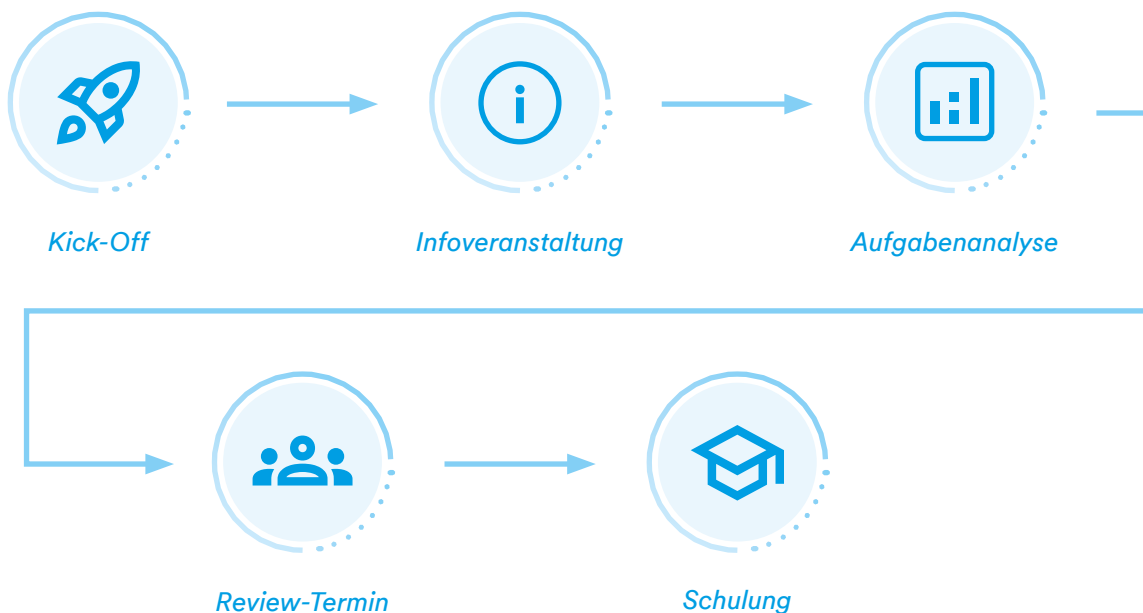 Kick-Off
Infoveranstaltung
Aufgabenanalyse
Review-Termin
Schulung